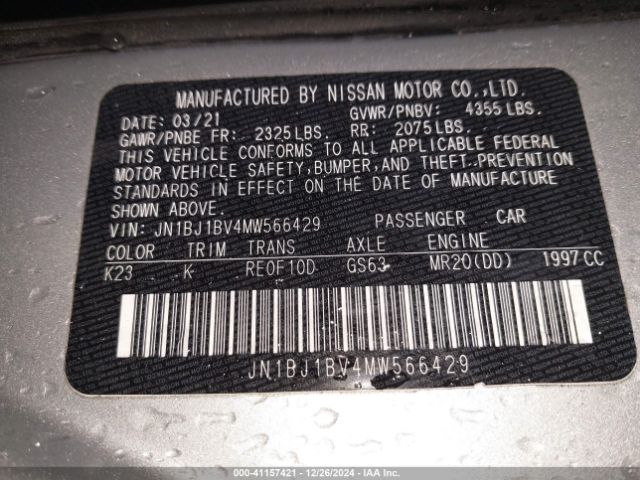 MANUFACTURED BY NISSAN MOTOR CO.,LTD.
DATE: 03/21 GVWR/PNBV: 4355 LBS.
GAWR/PNBE FR: 2325 LBS. RR: 2075 LBS.
THIS VEHICLE CONFORMS TO ALL APPLICABLE FEDERAL
MOTOR VEHICLE SAFETY, BUMPER, AND THEFT PREVENTION
STANDARDS IN EFFECT ON THE DATE OF MANUFACTURE
SHOWN ABOVE.
VIN: JN1BJ1BV4MW566429 PASSENGER CAR
COLOR TRIM TRANS AXLE ENGINE
K23 K REOF10D GS63 MR20(DD) 1997 CC
JN1BJ1BV4MW566429
000-41157421 | 12/26/2024 | IAA Inc.